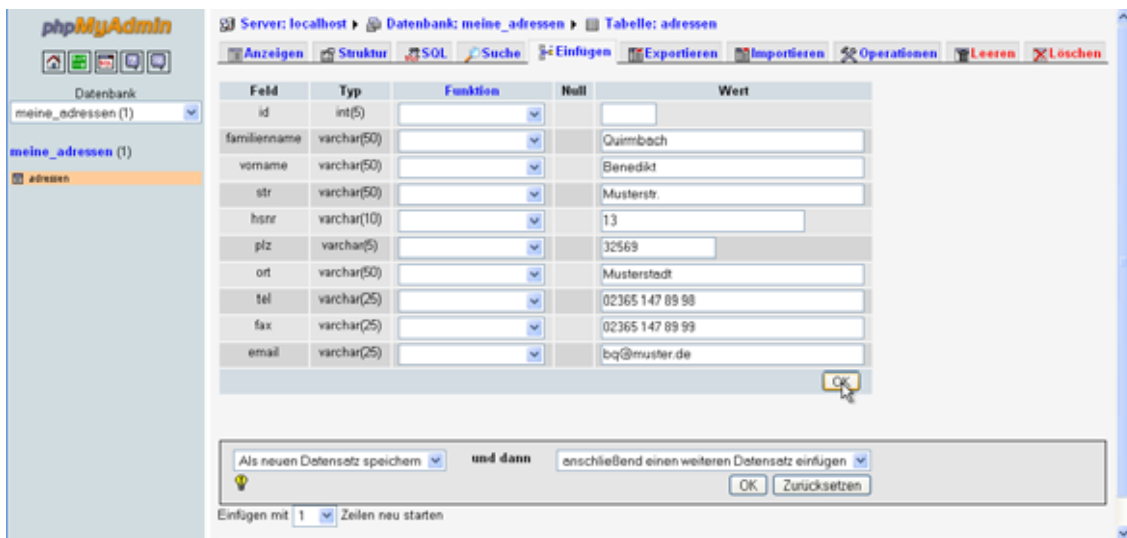 phpMyAdmin
Datenbank
meine_adressen (1)
meine_adressen (1)
adressen
Server: localhost ▸ Datenbank: meine_adressen ▸ Tabelle: adressen
Anzeigen Struktur SQL Suche Einfügen Exportieren Importieren Operationen Leeren Löschen
Feld Typ Funktion Null Wert
id int(5)
familienname varchar(50) Quirmbach
vorname varchar(50) Benedikt
str varchar(50) Musterstr.
hsnr varchar(10) 13
plz varchar(5) 32569
ort varchar(50) Musterstadt
tel varchar(25) 02365 147 89 98
fax varchar(25) 02365 147 89 99
email varchar(25) bq@muster.de
OK
Als neuen Datensatz speichern und dann anschließend einen weiteren Datensatz einfügen
OK Zurücksetzen
Einfügen mit 1 Zeilen neu starten